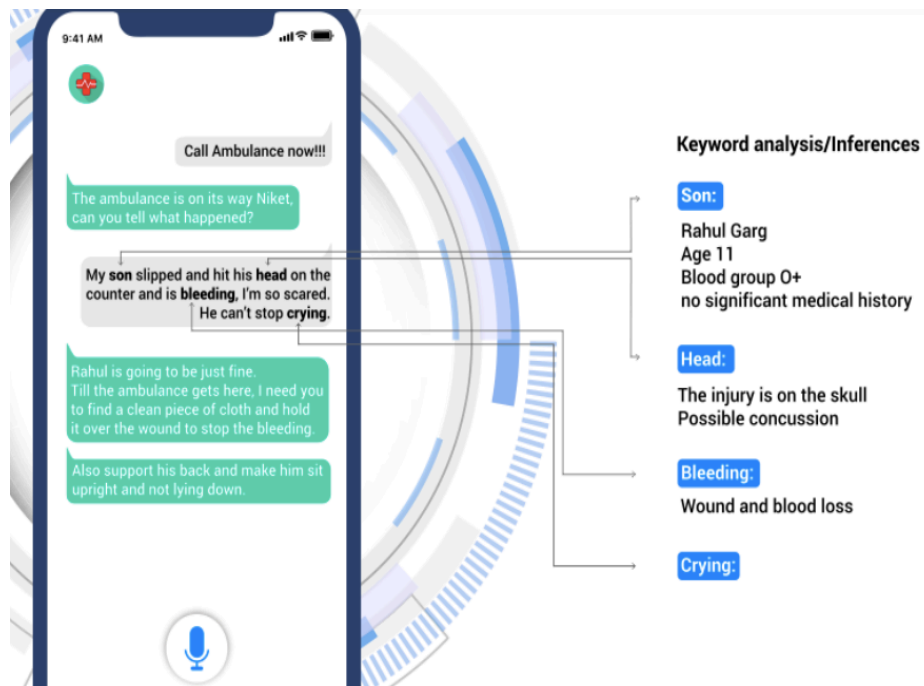 9:41 AM
Call Ambulance now!!!
The ambulance is on its way Niket,
can you tell what happened?
My son slipped and hit his head on the
counter and is bleeding, I'm so scared.
He can't stop crying.
Rahul is going to be just fine.
Till the ambulance gets here, I need you
to find a clean piece of cloth and hold
it over the wound to stop the bleeding.
Also support his back and make him sit
upright and not lying down.
Keyword analysis/Inferences
Son:
Rahul Garg
Age 11
Blood group O+
no significant medical history
Head:
The injury is on the skull
Possible concussion
Bleeding:
Wound and blood loss
Crying: